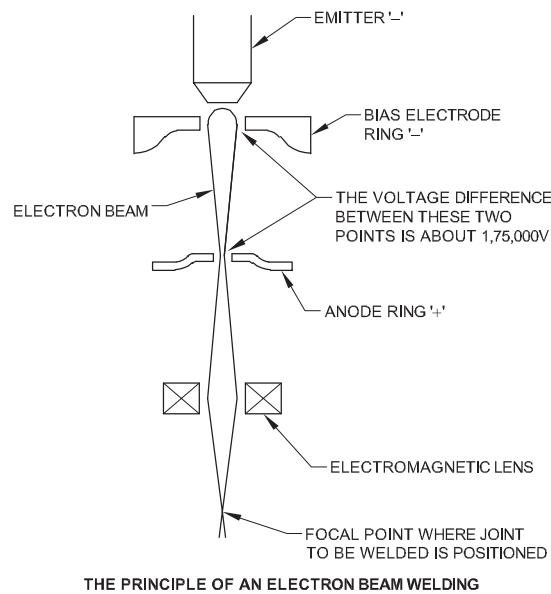 EMITTER '–'
BIAS ELECTRODE
RING '–'
ELECTRON BEAM
THE VOLTAGE DIFFERENCE
BETWEEN THESE TWO
POINTS IS ABOUT 1,75,000V
ANODE RING '+'
ELECTROMAGNETIC LENS
FOCAL POINT WHERE JOINT
TO BE WELDED IS POSITIONED
THE PRINCIPLE OF AN ELECTRON BEAM WELDING